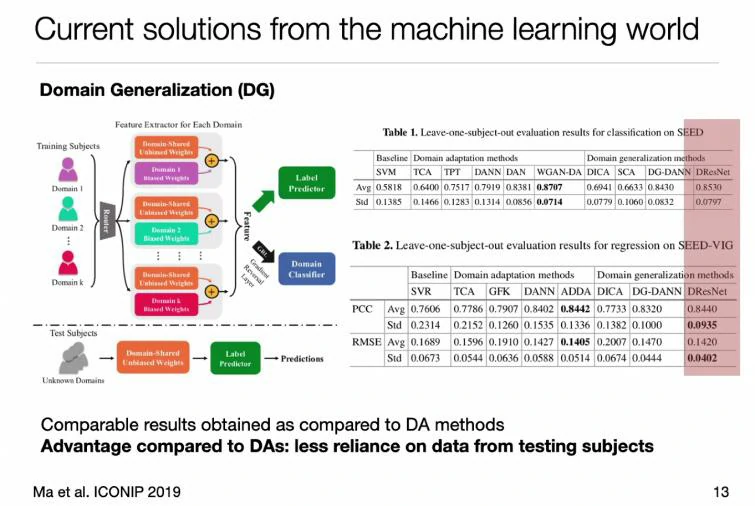 Current solutions from the machine learning world
Domain Generalization (DG)
Feature Extractor for Each Domain
Training Subjects
Domain 1
Domain 2
Domain k
Router
Domain-Shared
Unbiased Weights
Domain 1
Biased Weights
Domain-Shared
Unbiased Weights
Domain 2
Biased Weights
Domain-Shared
Unbiased Weights
Domain k
Biased Weights
Feature
Label
Predictor
GRL
Gradient
Reversal
Layer
Domain
Classifier
Test Subjects
Unknown Domains
Domain-Shared
Unbiased Weights
Label
Predictor
Predictions
Table 1. Leave-one-subject-out evaluation results for classification on SEED
Baseline Domain adaptation methods Domain generalization methods
SVM TCA TPT DANN DAN WGAN-DA DICA SCA DG-DANN DResNet
Avg 0.5818 0.6400 0.7517 0.7919 0.8381 0.8707 0.6941 0.6633 0.8430 0.8530
Std 0.1385 0.1466 0.1283 0.1314 0.0856 0.0714 0.0779 0.1060 0.0832 0.0797
Table 2. Leave-one-subject-out evaluation results for regression on SEED-VIG
Baseline Domain adaptation methods Domain generalization methods
SVR TCA GFK DANN ADDA DICA DG-DANN DResNet
PCC Avg 0.7606 0.7786 0.7907 0.8402 0.8442 0.7733 0.8320 0.8440
Std 0.2314 0.2152 0.1260 0.1535 0.1336 0.1382 0.1000 0.0935
RMSE Avg 0.1689 0.1596 0.1910 0.1427 0.1405 0.2007 0.1470 0.1420
Std 0.0673 0.0544 0.0636 0.0588 0.0514 0.0674 0.0444 0.0402
Comparable results obtained as compared to DA methods
Advantage compared to DAs: less reliance on data from testing subjects
Ma et al. ICONIP 2019
13